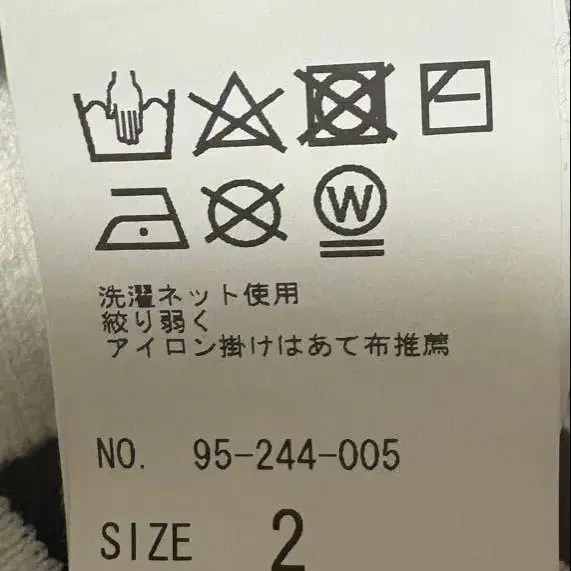 W
洗濯ネット使用
絞り弱く
アイロン掛けはあて布推薦
NO. 95-244-005
SIZE 2